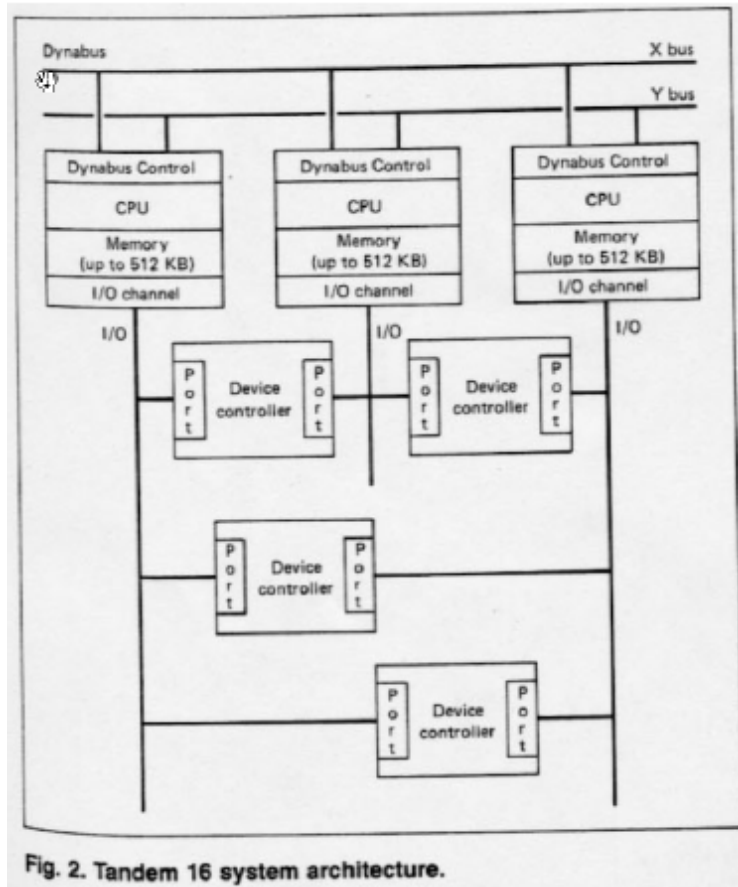 Dynabus
X bus
Y bus
Dynabus Control
CPU
Memory
(up to 512 KB)
I/O channel
Dynabus Control
CPU
Memory
(up to 512 KB)
I/O channel
Dynabus Control
CPU
Memory
(up to 512 KB)
I/O channel
I/O
I/O
I/O
Port
Device
controller
Port
Port
Device
controller
Port
Port
Device
controller
Port
Port
Device
controller
Port
Fig. 2. Tandem 16 system architecture.